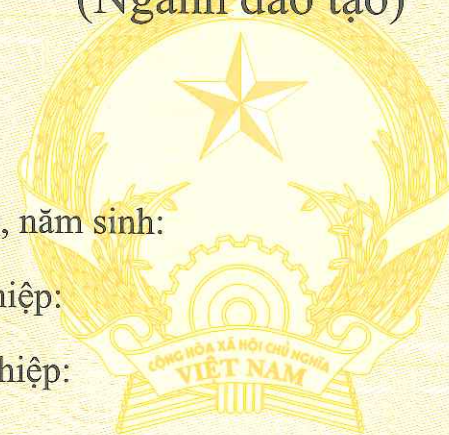 (Ngành đào tạo)
, năm sinh:
hiệp:
hiệp:
CỘNG HÒA XÃ HỘI CHỦ NGHĨA
VIỆT NAM